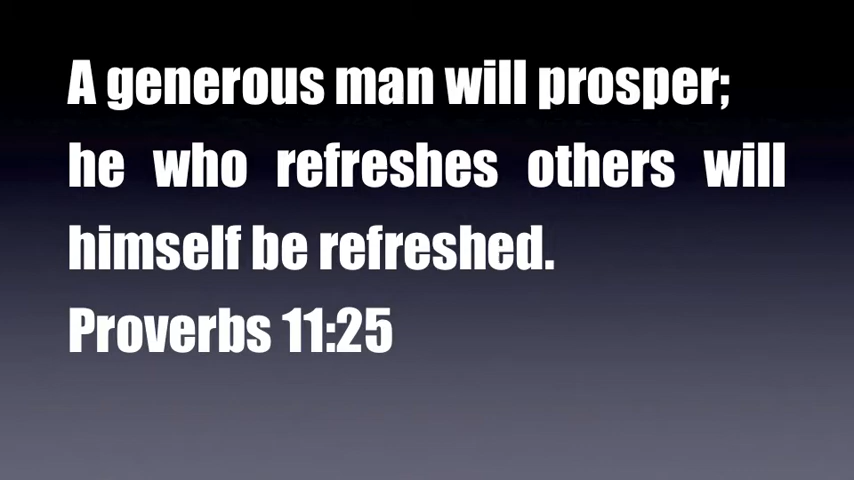 A generous man will prosper;
he who refreshes others will
himself be refreshed.
Proverbs 11:25